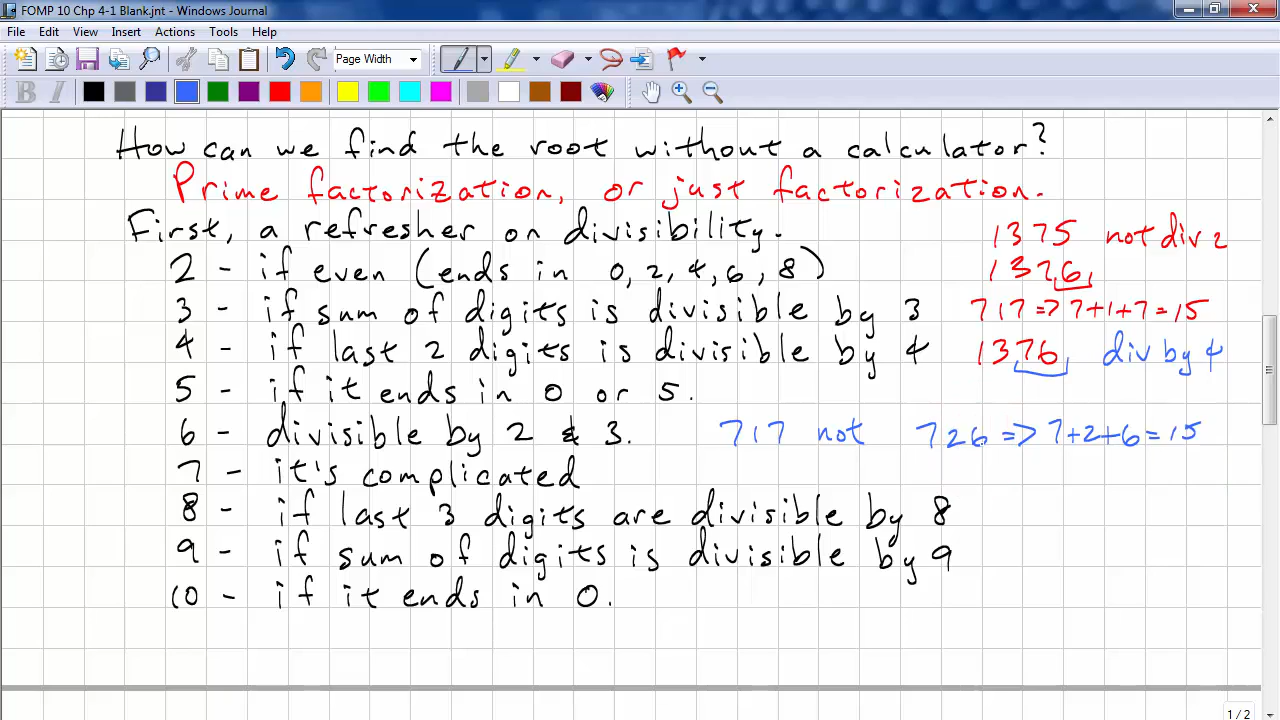 FOMP 10 Chp 4-1 Blank.jnt - Windows Journal
File Edit View Insert Actions Tools Help
Page Width
B I
How can we find the root without a calculator?
Prime factorization, or just factorization.
First, a refresher on divisibility. 1375 not div 2
2 - if even (ends in 0, 2, 4, 6, 8) 1326
3 - if sum of digits is divisible by 3 717 => 7+1+7=15
4 - if last 2 digits is divisible by 4 1376 div by 4
5 - if it ends in 0 or 5.
6 - divisible by 2 & 3. 717 not 726 => 7+2+6=15
7 - it's complicated
8 - if last 3 digits are divisible by 8
9 - if sum of digits is divisible by 9
10 - if it ends in 0.
1/2